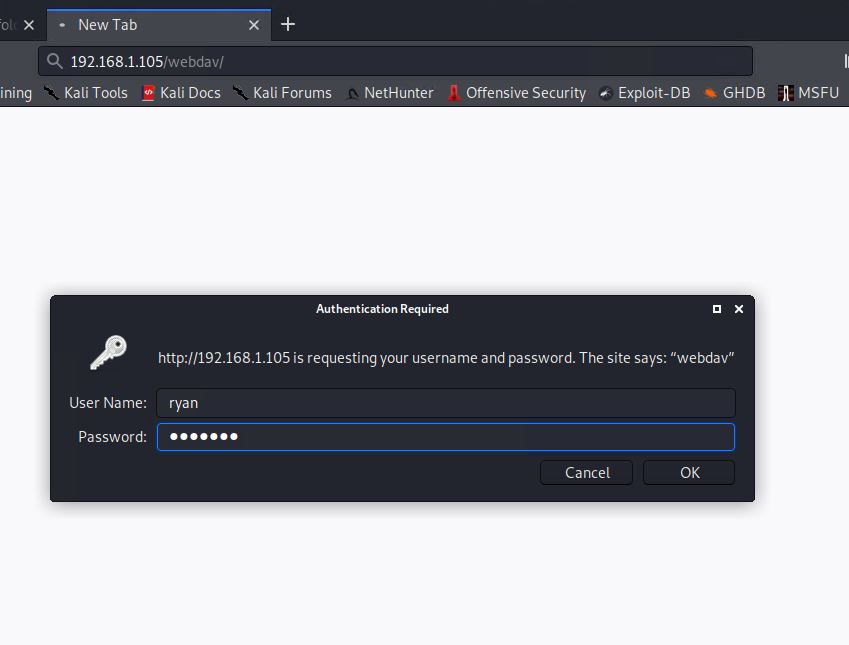 New Tab
192.168.1.105/webdav/
ining Kali Tools Kali Docs Kali Forums NetHunter Offensive Security Exploit-DB GHDB MSFU
Authentication Required
http://192.168.1.105 is requesting your username and password. The site says: “webdav”
User Name: ryan
Password: •••••••
Cancel OK